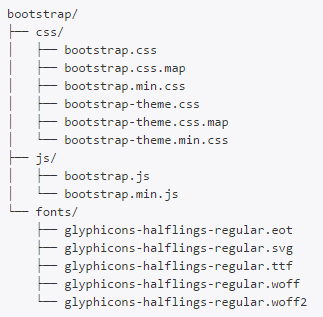 bootstrap/
├── css/
│   ├── bootstrap.css
│   ├── bootstrap.css.map
│   ├── bootstrap.min.css
│   ├── bootstrap-theme.css
│   ├── bootstrap-theme.css.map
│   └── bootstrap-theme.min.css
├── js/
│   ├── bootstrap.js
│   └── bootstrap.min.js
└── fonts/
    ├── glyphicons-halflings-regular.eot
    ├── glyphicons-halflings-regular.svg
    ├── glyphicons-halflings-regular.ttf
    ├── glyphicons-halflings-regular.woff
    └── glyphicons-halflings-regular.woff2